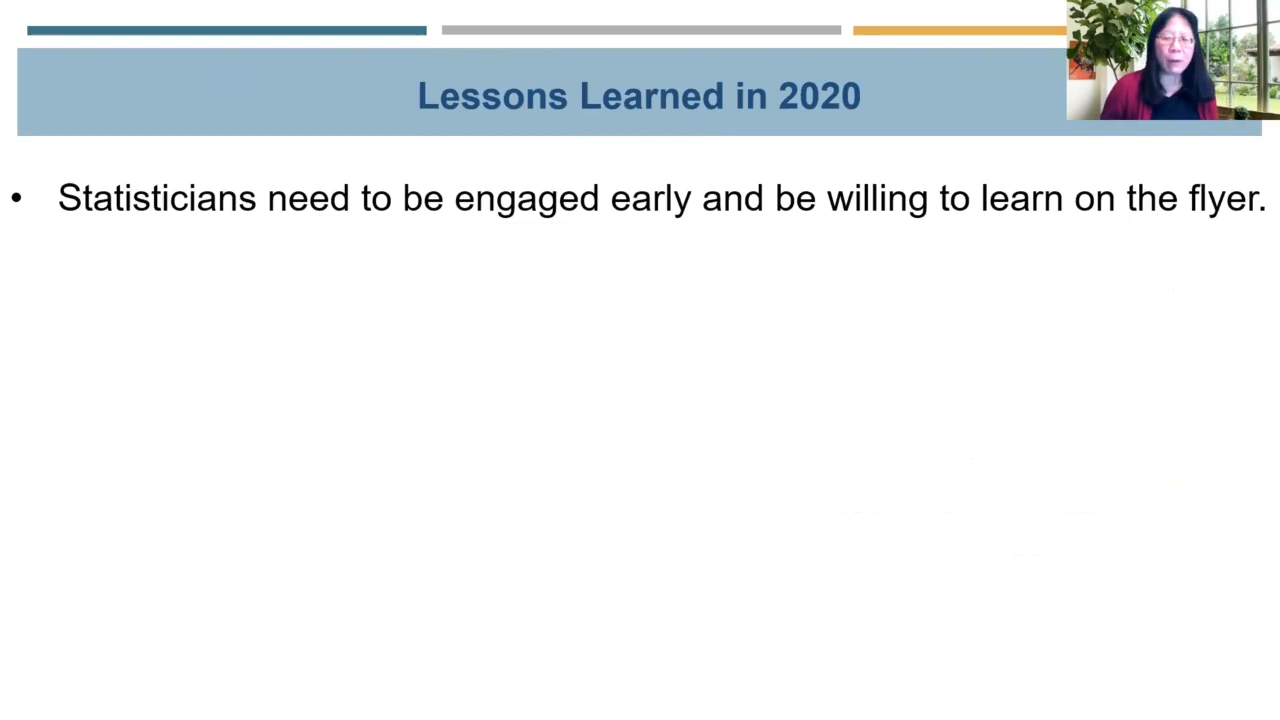 Lessons Learned in 2020
• Statisticians need to be engaged early and be willing to learn on the flyer.